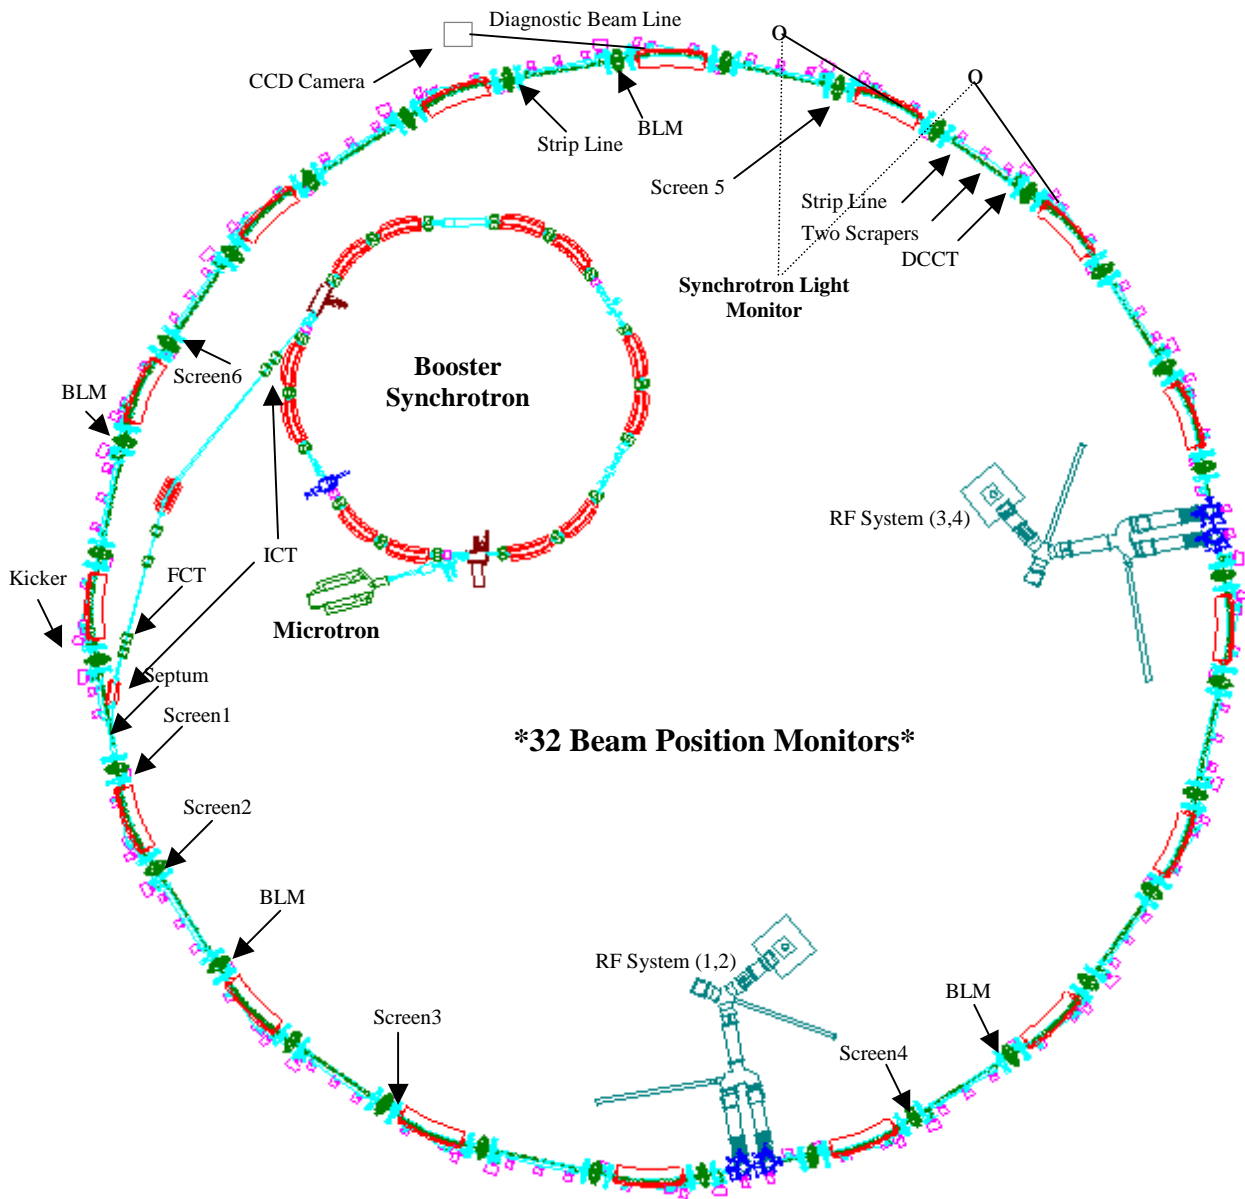 Diagnostic Beam Line
O
CCD Camera
O
BLM
Strip Line
Screen 5
Strip Line
Two Scrapers
DCCT
Synchrotron Light
Monitor
Screen6
Booster
Synchrotron
BLM
RF System (3,4)
ICT
Kicker
FCT
Microtron
Septum
Screen1
*32 Beam Position Monitors*
Screen2
BLM
RF System (1,2)
BLM
Screen3
Screen4